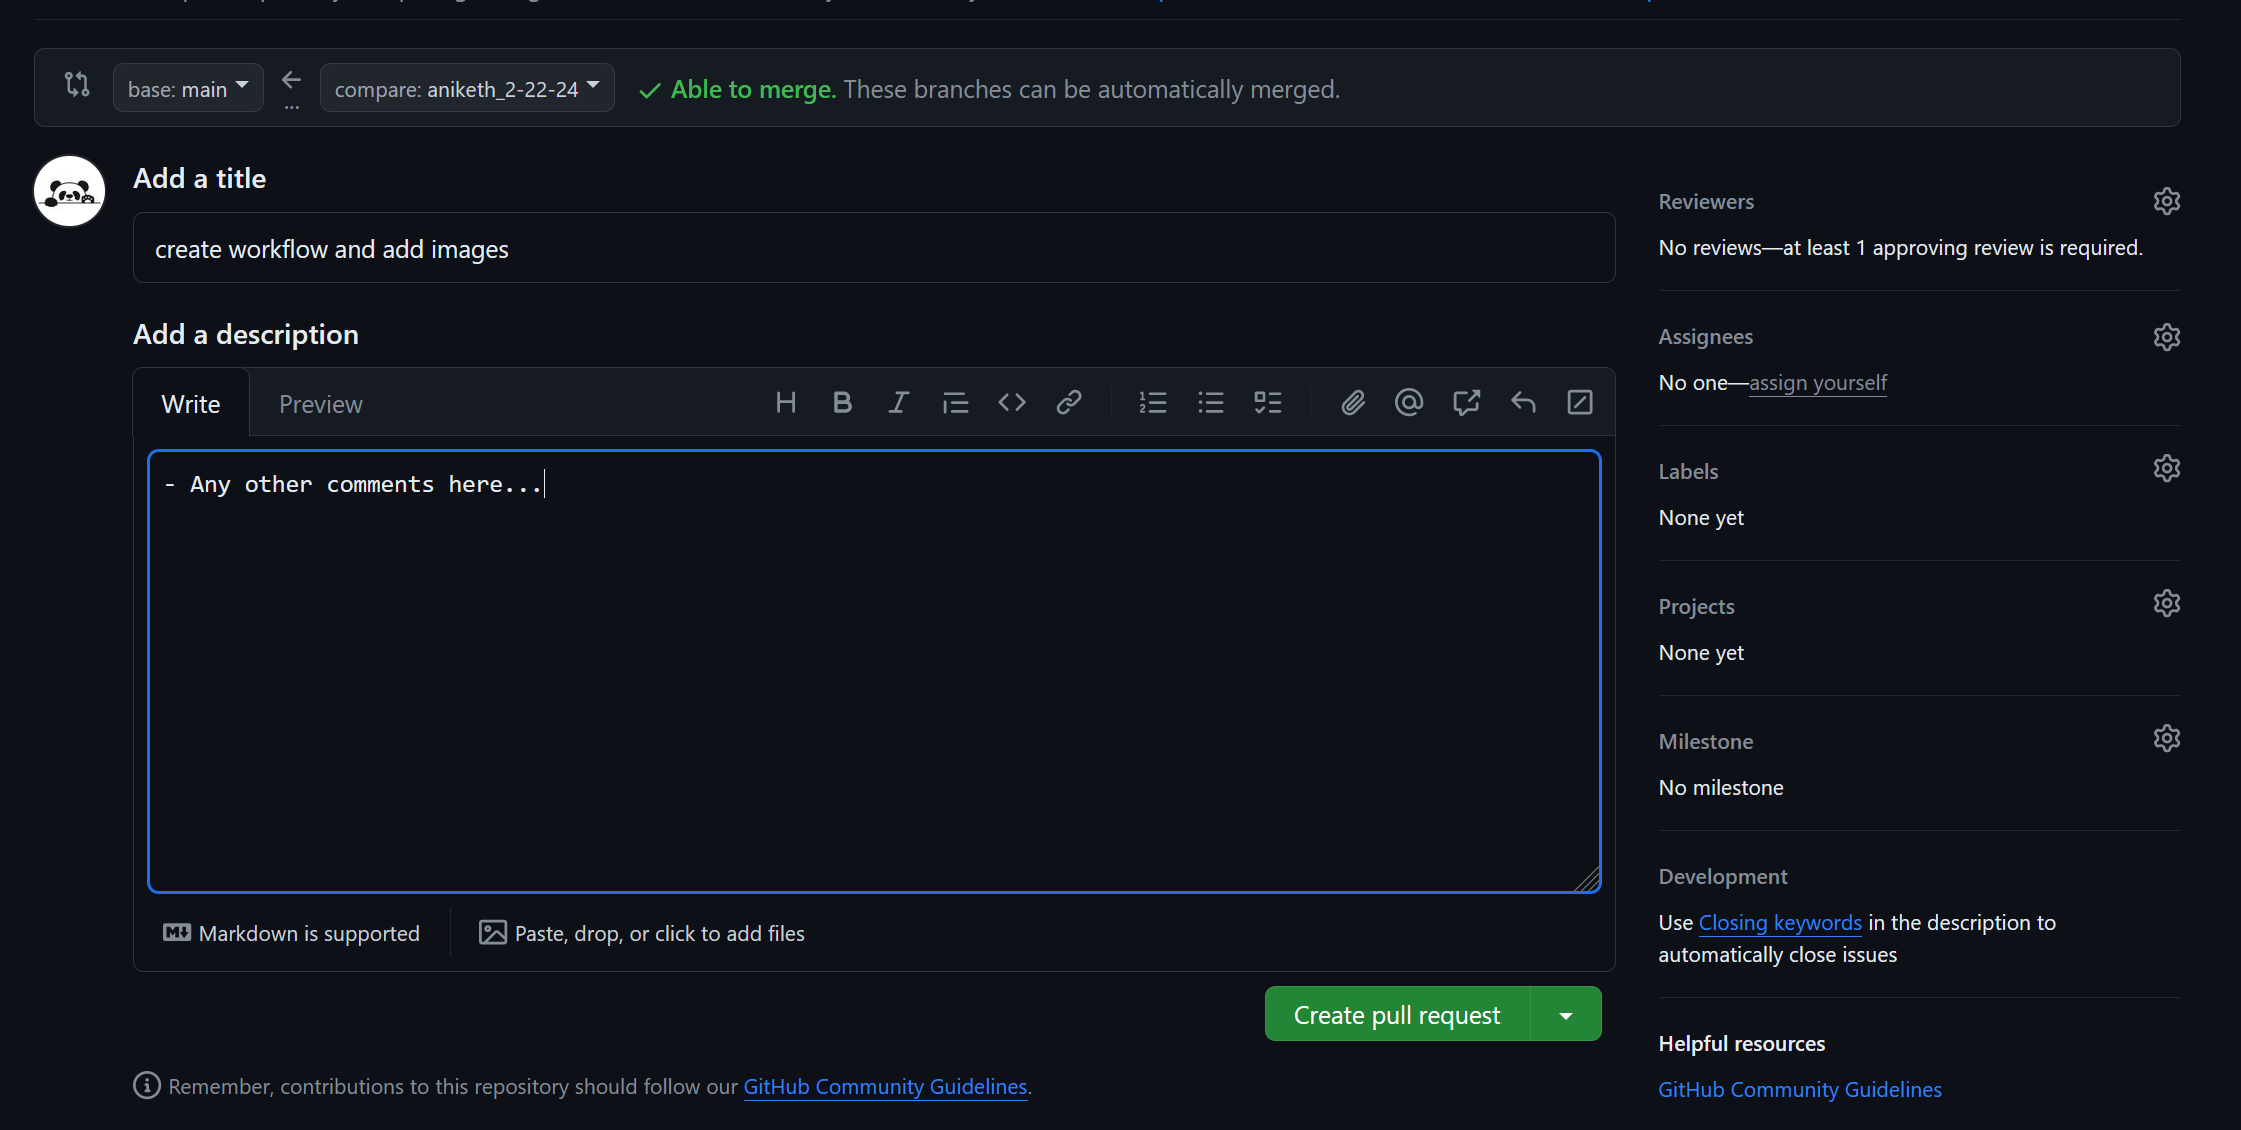 base: main
...
compare: aniketh_2-22-24
Able to merge. These branches can be automatically merged.
Add a title
create workflow and add images
Add a description
Write
Preview
- Any other comments here...
Markdown is supported
Paste, drop, or click to add files
Create pull request
Remember, contributions to this repository should follow our GitHub Community Guidelines.
Reviewers
No reviews—at least 1 approving review is required.
Assignees
No one—assign yourself
Labels
None yet
Projects
None yet
Milestone
No milestone
Development
Use Closing keywords in the description to
automatically close issues
Helpful resources
GitHub Community Guidelines